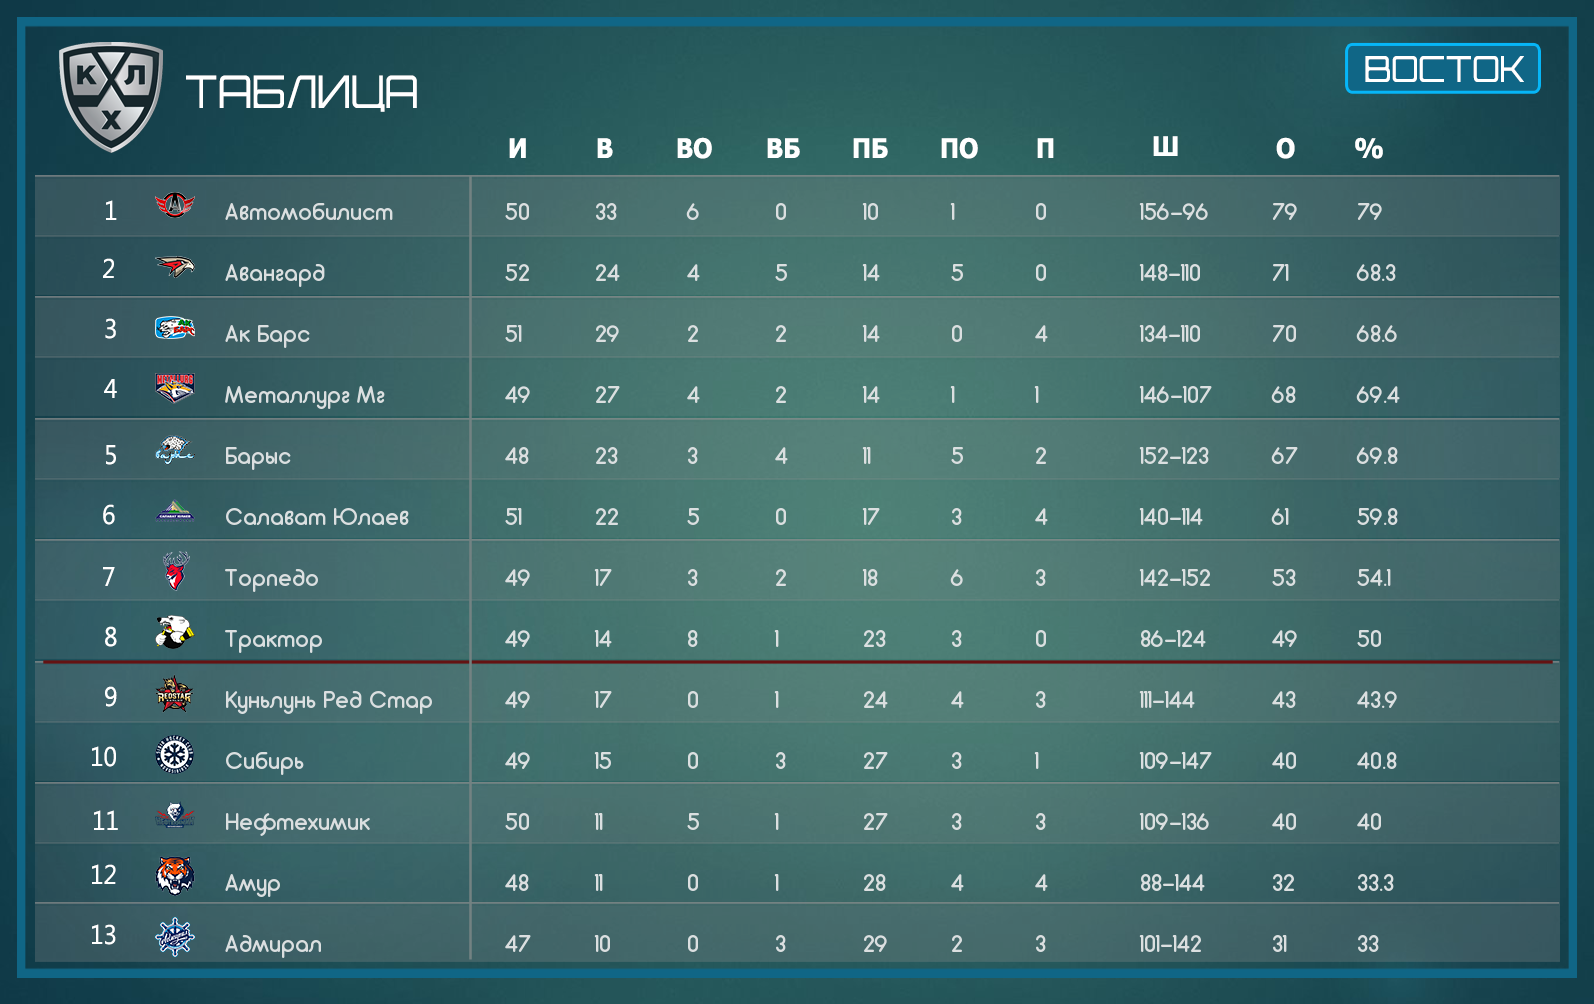 К Л Х
ТАБЛИЦА
ВОСТОК
И В ВО ВБ ПБ ПО П Ш О %
1 Автомобилист 50 33 6 0 10 1 0 156-96 79 79
2 Авангард 52 24 4 5 14 5 0 148-110 71 68.3
3 АК БАРС Ак Барс 51 29 2 2 14 0 4 134-110 70 68.6
4 METALLURG Металлург Мг 49 27 4 2 14 1 1 146-107 68 69.4
5 Барыс 48 23 3 4 11 5 2 152-123 67 69.8
6 Салават Юлаев 51 22 5 0 17 3 4 140-114 61 59.8
7 Торпедо 49 17 3 2 18 6 3 142-152 53 54.1
8 Трактор 49 14 8 1 23 3 0 86-124 49 50
9 REDSTAR Куньлунь Ред Стар 49 17 0 1 24 4 3 111-144 43 43.9
10 Сибирь 49 15 0 3 27 3 1 109-147 40 40.8
11 Нефтехимик 50 11 5 1 27 3 3 109-136 40 40
12 Амур 48 11 0 1 28 4 4 88-144 32 33.3
13 Адмирал 47 10 0 3 29 2 3 101-142 31 33